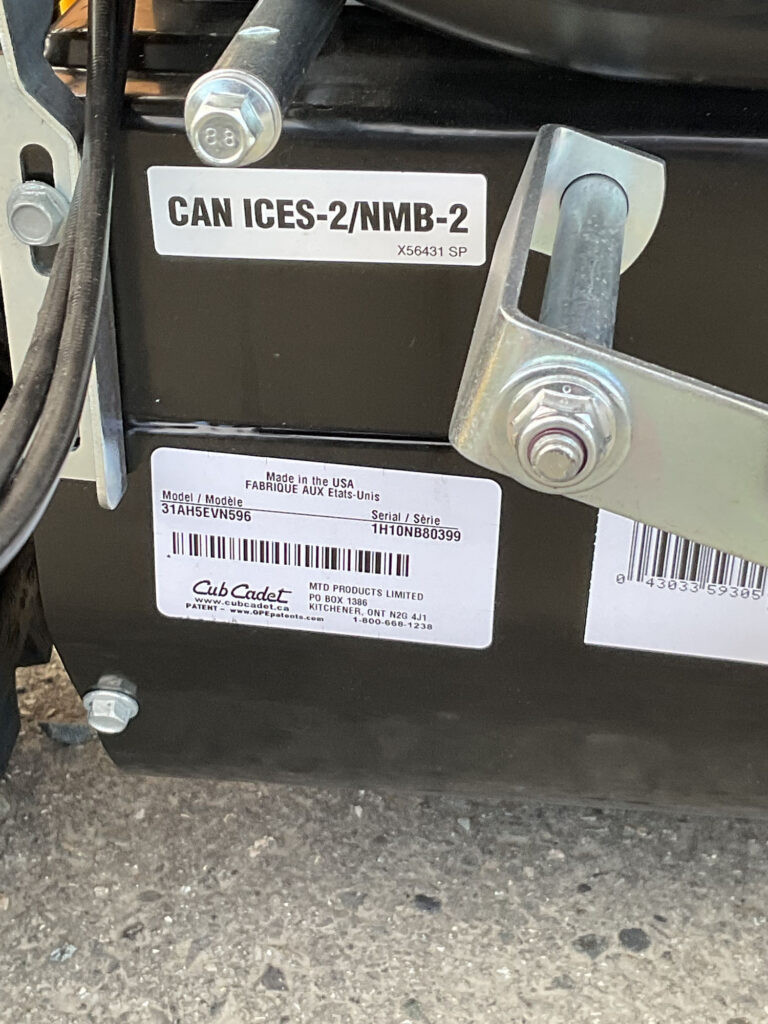 88
CAN ICES-2/NMB-2
X56431 SP
Made in the USA
FABRIQUE AUX Etats-Unis
Model / Modèle
Serial / Série
31AH5EVN596
1H10NB80399
Cub Cadet
www.cubcadet.ca
PATENT - www.OPEpatents.com
MTD PRODUCTS LIMITED
PO BOX 1386
KITCHENER, ONT N2G 4J1
1-800-668-1238
0 43033 59305